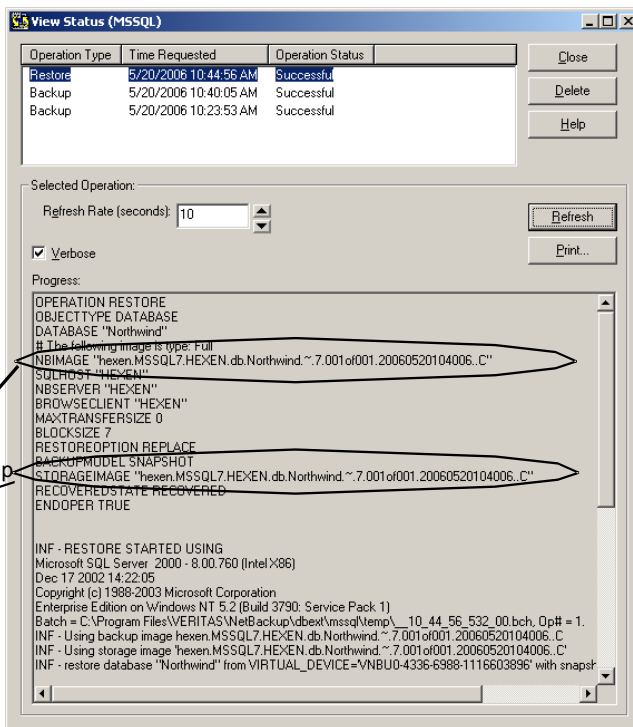 View Status (MSSQL)
Operation Type Time Requested Operation Status
Restore 5/20/2006 10:44:56 AM Successful
Backup 5/20/2006 10:40:05 AM Successful
Backup 5/20/2006 10:23:53 AM Successful
Close
Delete
Help
Selected Operation:
Refresh Rate (seconds): 10
Refresh
Verbose
Print...
Progress:
OPERATION RESTORE
OBJECTTYPE DATABASE
DATABASE "Northwind"
# The following image is type: Full
NBIMAGE "hexen.MSSQL7.HEXEN.db.Northwind.~.7.001of001.20060520104006..C"
SQLHOST "HEXEN"
NBSERVER "HEXEN"
BROWSECLIENT "HEXEN"
MAXTRANSFERSIZE 0
BLOCKSIZE 7
RESTOREOPTION REPLACE
BACKUPMODEL SNAPSHOT
p
STORAGEIMAGE "hexen.MSSQL7.HEXEN.db.Northwind.~.7.001of001.20060520104006..C"
RECOVEREDSTATE RECOVERED
ENDOPER TRUE
INF - RESTORE STARTED USING
Microsoft SQL Server 2000 - 8.00.760 (Intel X86)
Dec 17 2002 14:22:05
Copyright (c) 1988-2003 Microsoft Corporation
Enterprise Edition on Windows NT 5.2 (Build 3790: Service Pack 1)
Batch = C:\Program Files\VERITAS\NetBackup\dbext\mssql\temp\__10_44_56_532_00.bch, Op# = 1.
INF - Using backup image hexen.MSSQL7.HEXEN.db.Northwind.~.7.001of001.20060520104006..C
INF - Using storage image 'hexen.MSSQL7.HEXEN.db.Northwind.~.7.001of001.20060520104006..C'
INF - restore database "Northwind" from VIRTUAL_DEVICE='VNBU0-4336-6988-1116603896' with snapsh